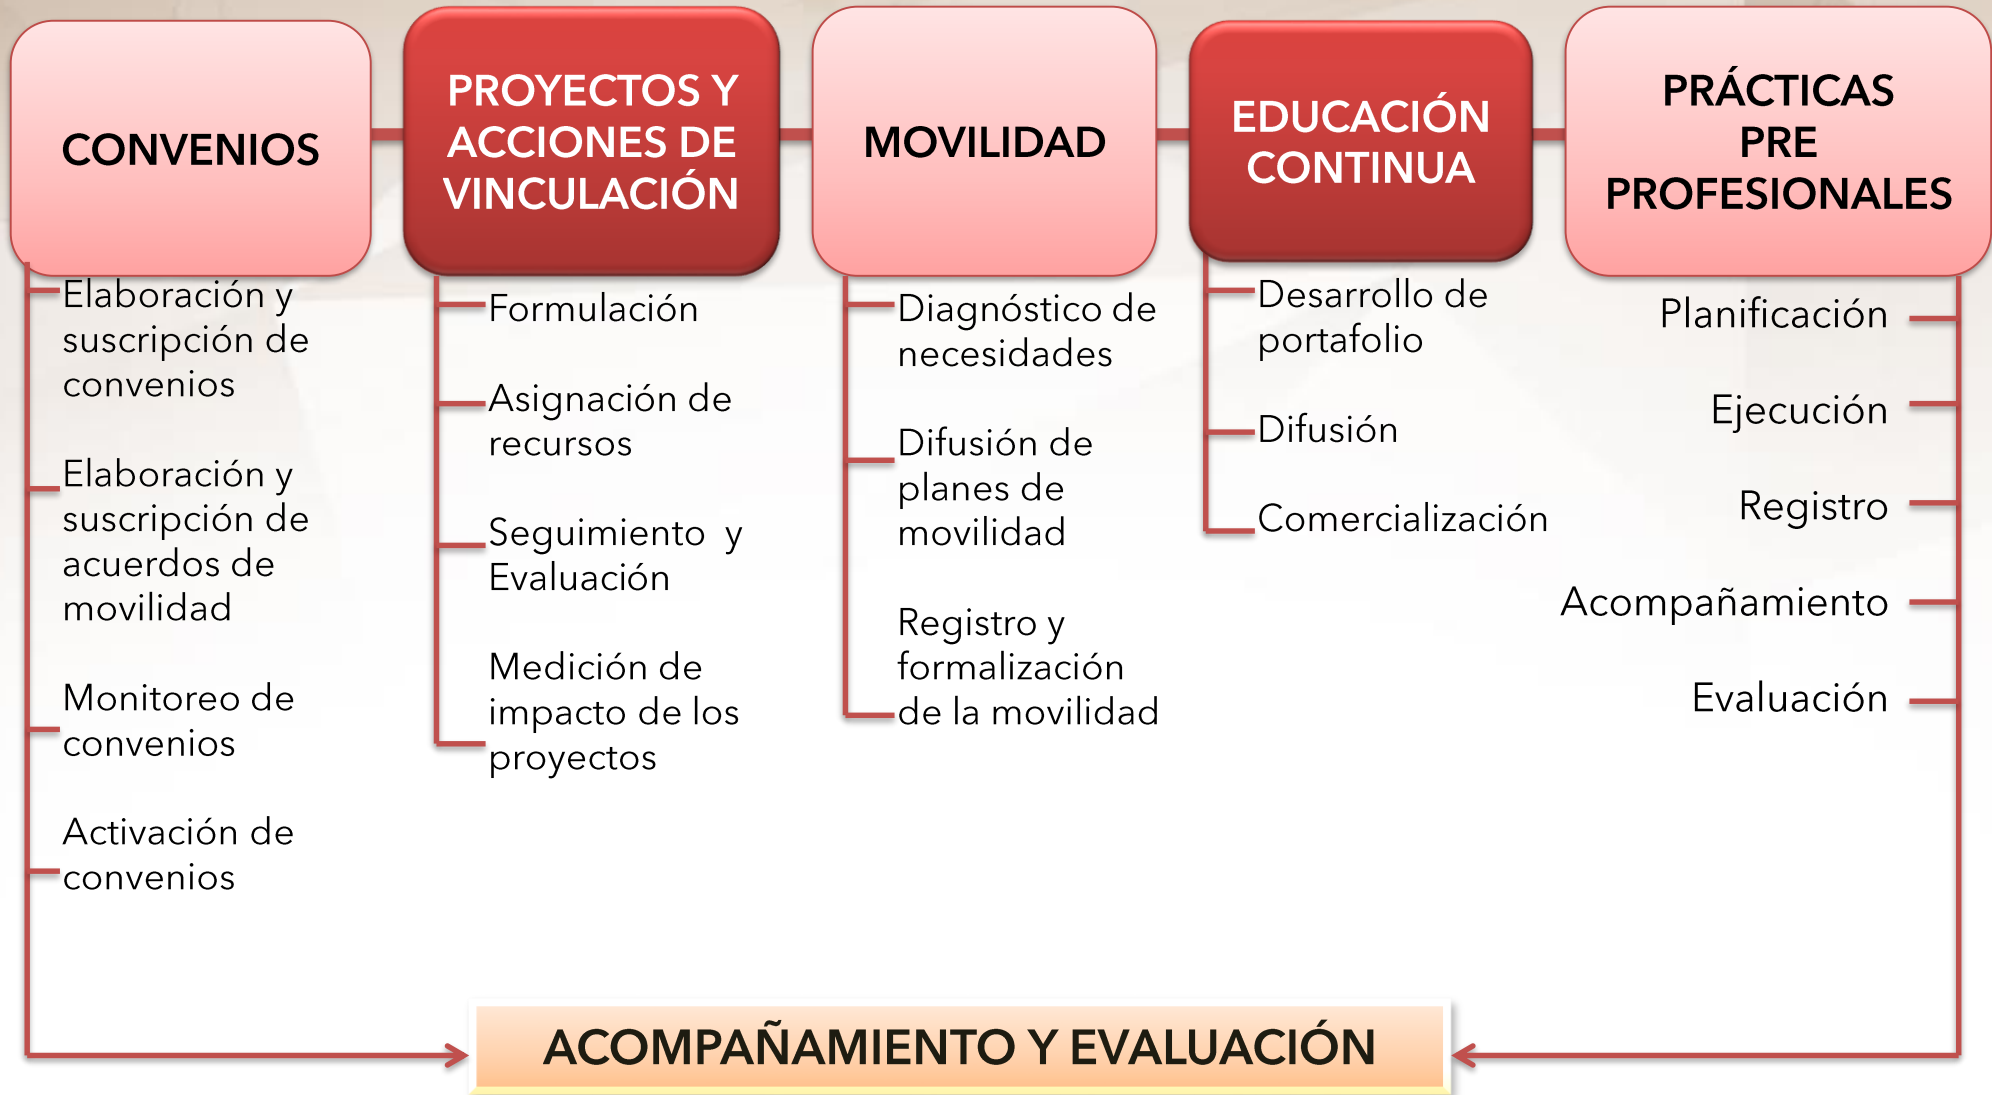 CONVENIOS
PROYECTOS Y
ACCIONES DE
VINCULACIÓN
MOVILIDAD
EDUCACIÓN
CONTINUA
PRÁCTICAS
PRE
PROFESIONALES
Elaboración y
suscripción de
convenios
Elaboración y
suscripción de
acuerdos de
movilidad
Monitoreo de
convenios
Activación de
convenios
Formulación
Asignación de
recursos
Seguimiento y
Evaluación
Medición de
impacto de los
proyectos
Diagnóstico de
necesidades
Difusión de
planes de
movilidad
Registro y
formalización
de la movilidad
Desarrollo de
portafolio
Difusión
Comercialización
Planificación
Ejecución
Registro
Acompañamiento
Evaluación
ACOMPAÑAMIENTO Y EVALUACIÓN